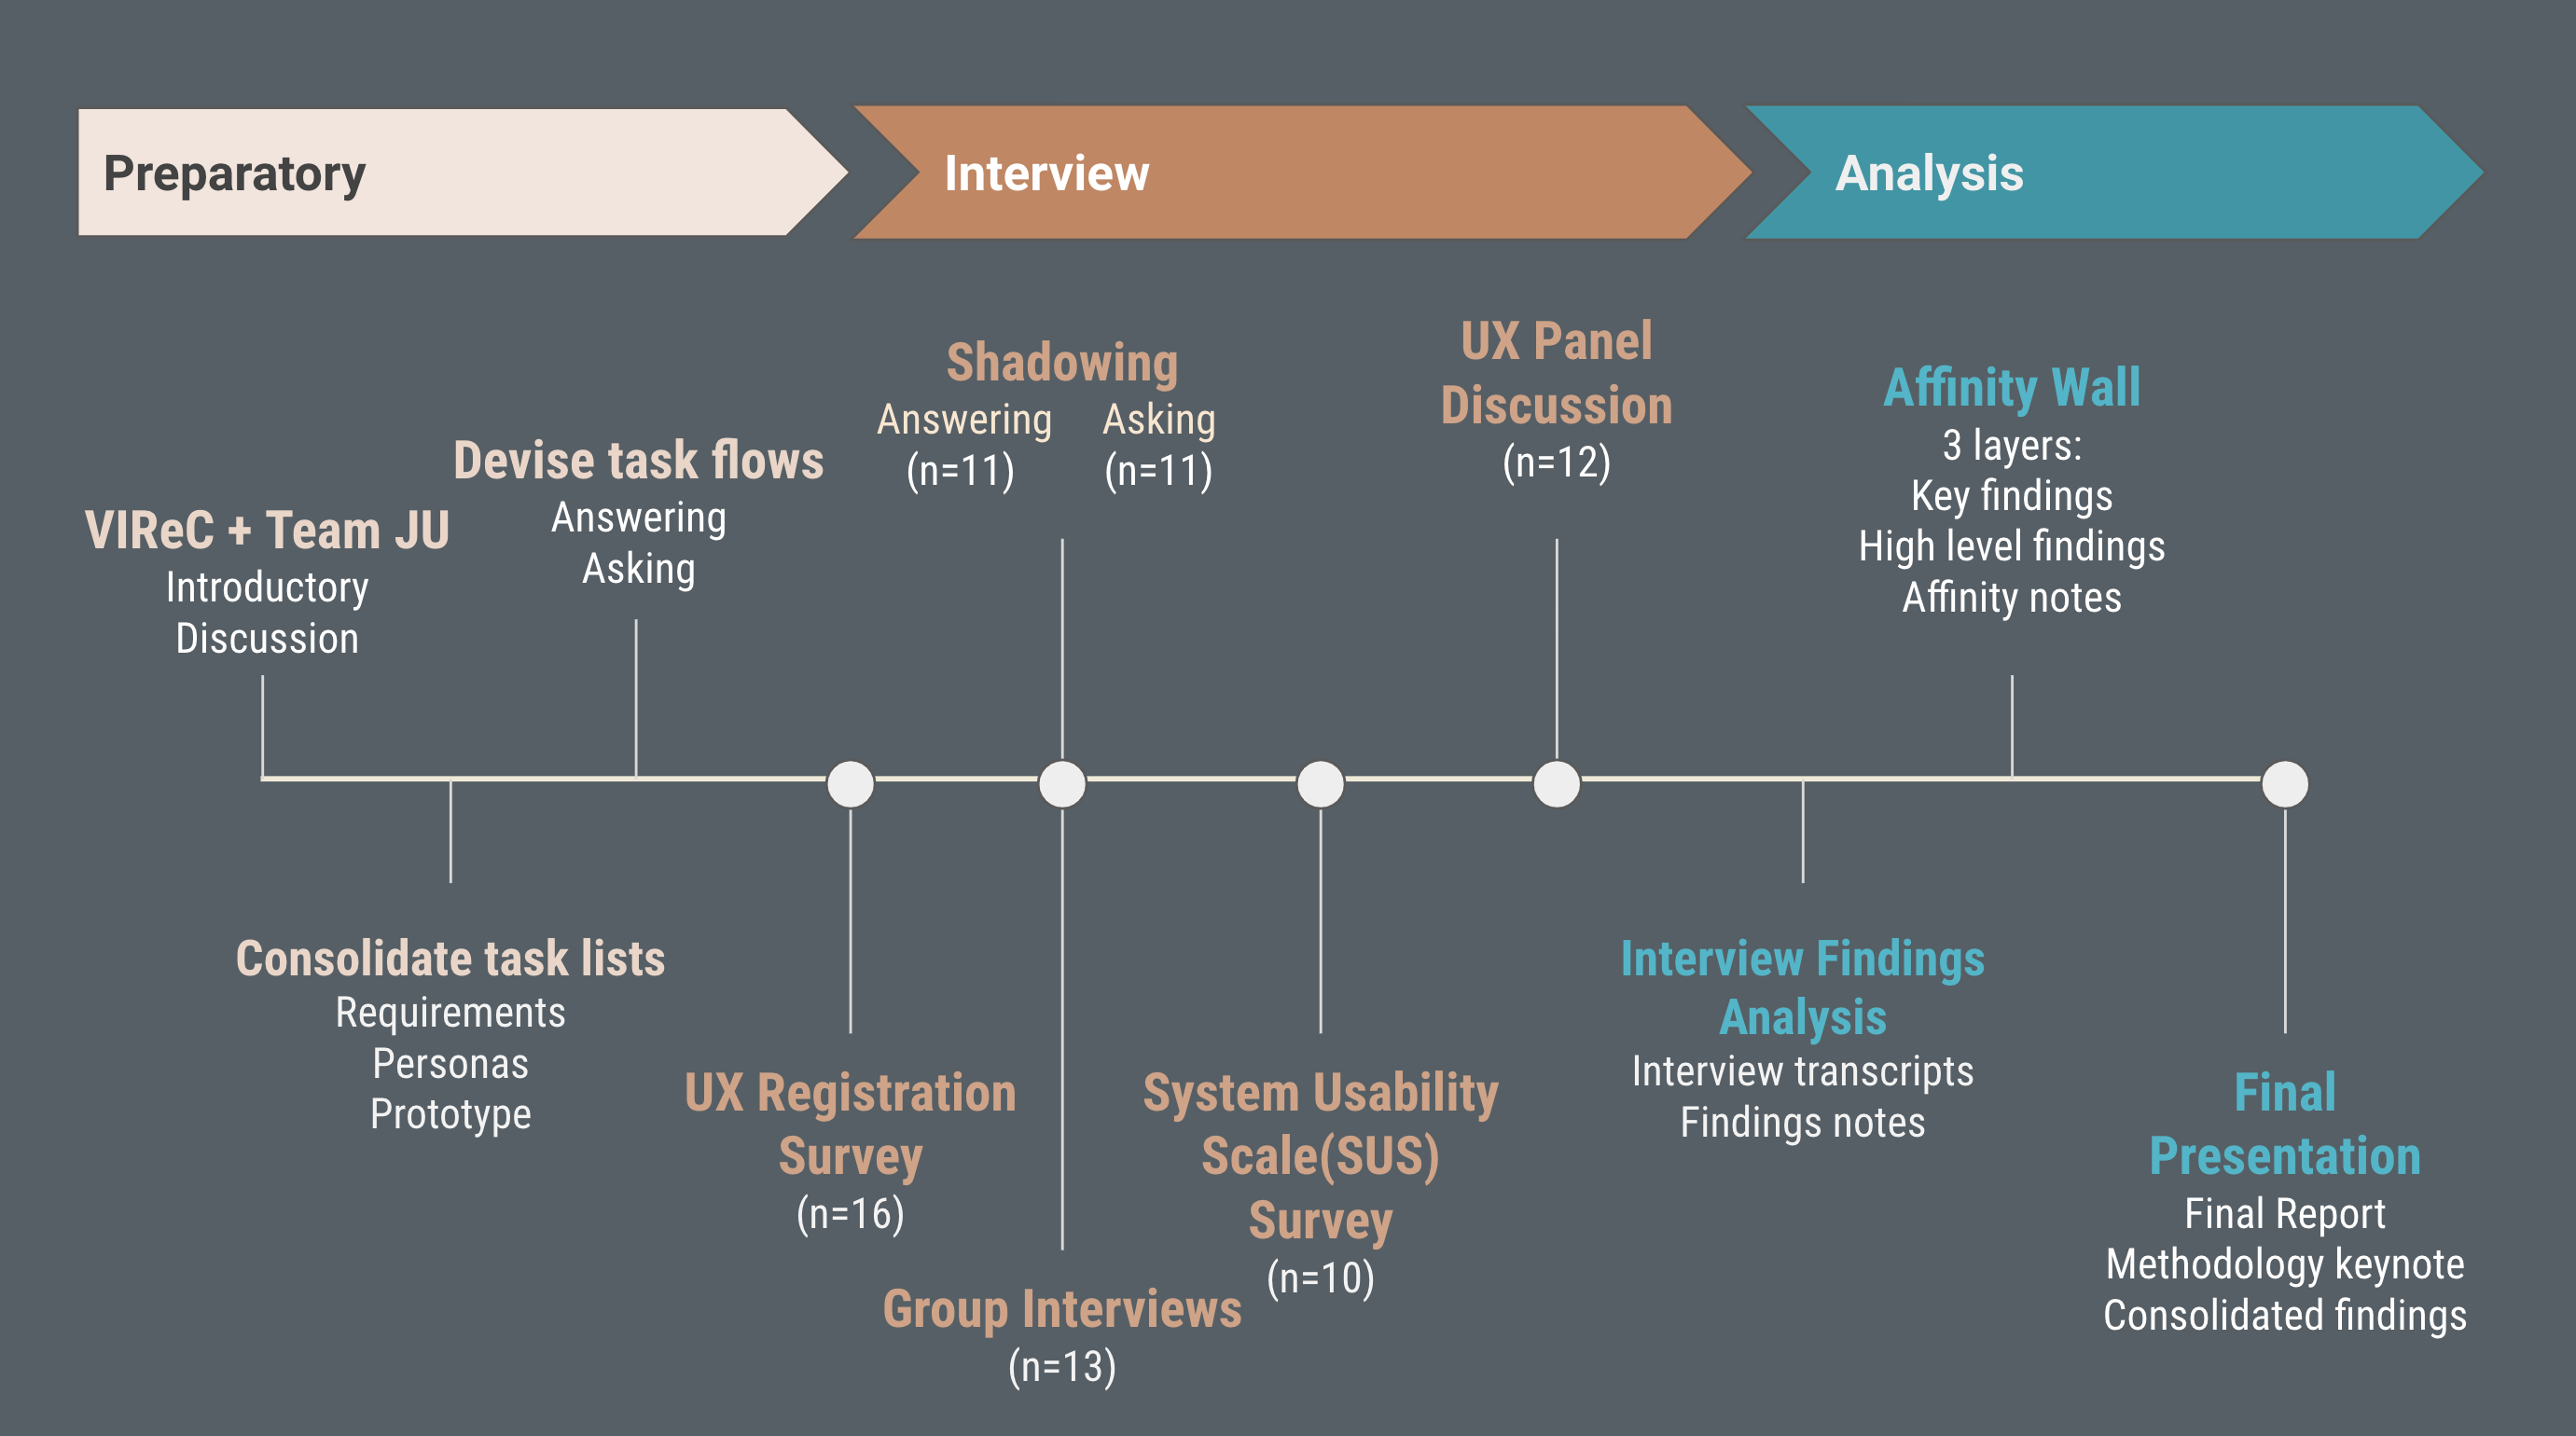 Preparatory
Interview
Analysis
VIReC + Team JU
Introductory
Discussion
Devise task flows
Answering
Asking
Shadowing
Answering Asking
(n=11) (n=11)
UX Panel
Discussion
(n=12)
Affinity Wall
3 layers:
Key findings
High level findings
Affinity notes
Consolidate task lists
Requirements
Personas
Prototype
UX Registration
Survey
(n=16)
Group Interviews
(n=13)
System Usability
Scale(SUS)
Survey
(n=10)
Interview Findings
Analysis
Interview transcripts
Findings notes
Final
Presentation
Final Report
Methodology keynote
Consolidated findings